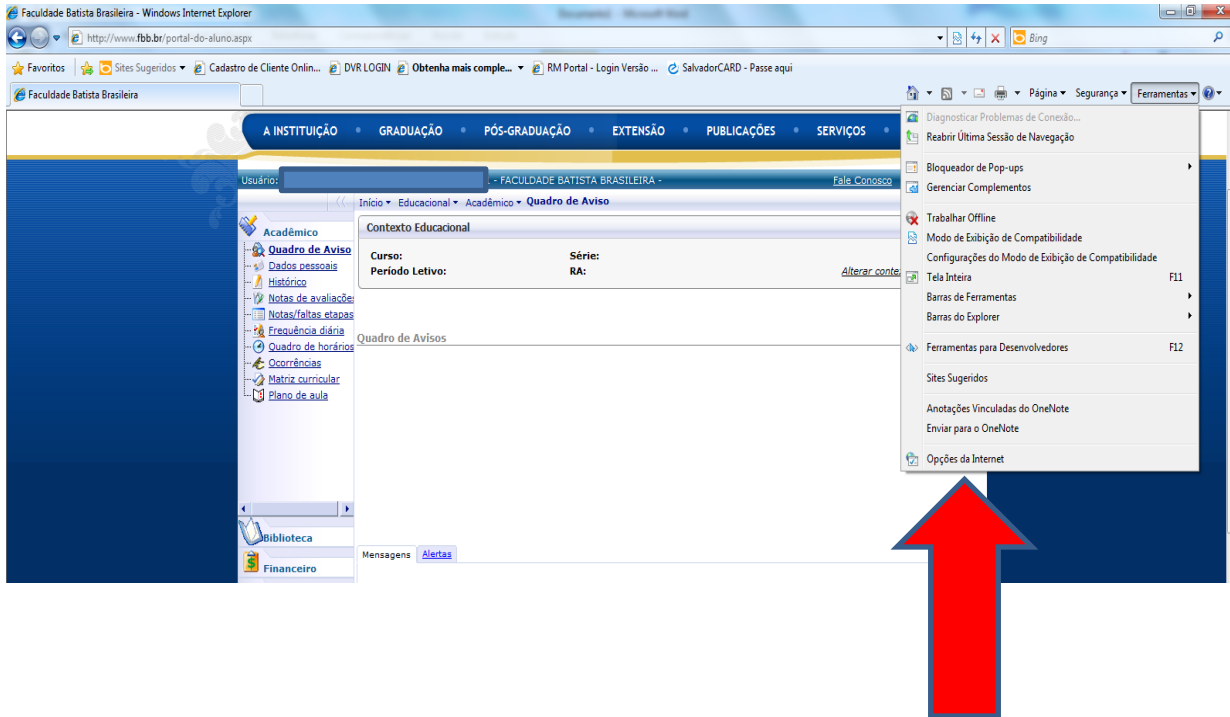 Faculdade Batista Brasileira - Windows Internet Explorer
http://www.fbb.br/portal-do-aluno.aspx
Bing
Favoritos
Sites Sugeridos
Cadastro de Cliente Onlin...
DVR LOGIN
Obtenha mais comple...
RM Portal - Login Versão ...
SalvadorCARD - Passe aqui
Faculdade Batista Brasileira
Página
Segurança
Ferramentas
A INSTITUIÇÃO
GRADUAÇÃO
PÓS-GRADUAÇÃO
EXTENSÃO
PUBLICAÇÕES
SERVIÇOS
Usuário:
- FACULDADE BATISTA BRASILEIRA -
Fale Conosco
Início
Educacional
Acadêmico
Quadro de Aviso
Acadêmico
Quadro de Aviso
Dados pessoais
Histórico
Notas de avaliações
Notas/faltas etapas
Frequência diária
Quadro de horários
Ocorrências
Matriz curricular
Plano de aula
Biblioteca
Financeiro
Contexto Educacional
Curso:
Série:
Período Letivo:
RA:
Alterar conte
Quadro de Avisos
Mensagens
Alertas
Diagnosticar Problemas de Conexão...
Reabrir Última Sessão de Navegação
Bloqueador de Pop-ups
Gerenciar Complementos
Trabalhar Offline
Modo de Exibição de Compatibilidade
Configurações do Modo de Exibição de Compatibilidade
Tela Inteira F11
Barras de Ferramentas
Barras do Explorer
Ferramentas para Desenvolvedores F12
Sites Sugeridos
Anotações Vinculadas do OneNote
Enviar para o OneNote
Opções da Internet